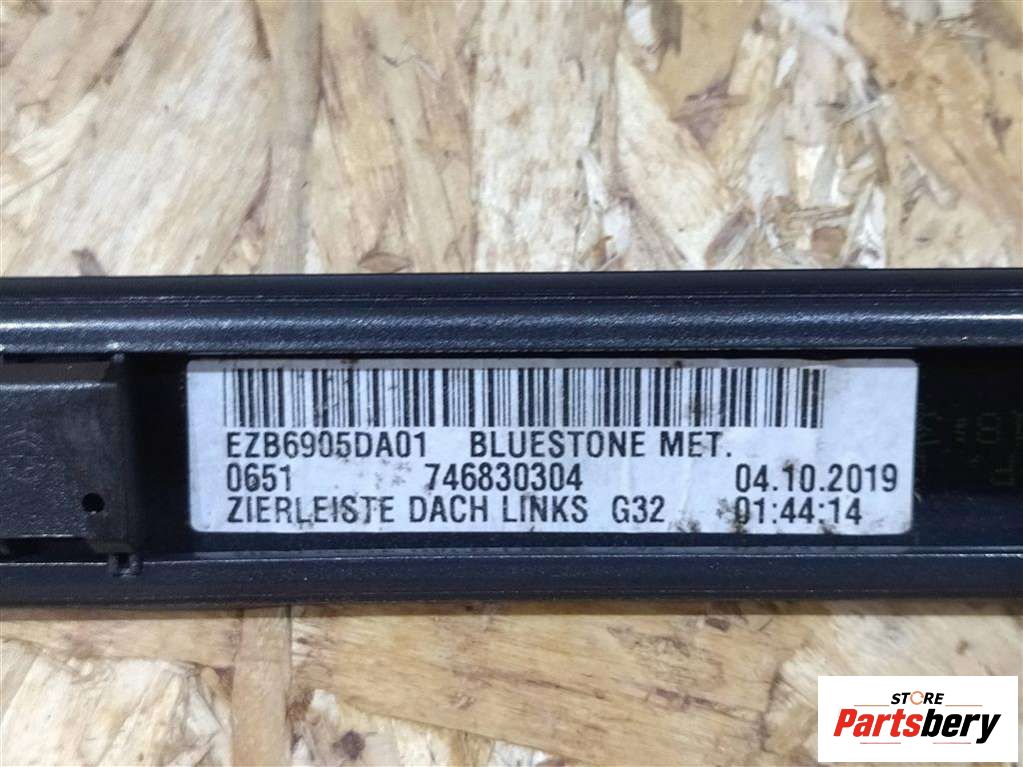 EZB6905DA01 BLUESTONE MET.
0651 746830304 04.10.2019
ZIERLEISTE DACH LINKS G32 01:44:14
STORE
Partsbery